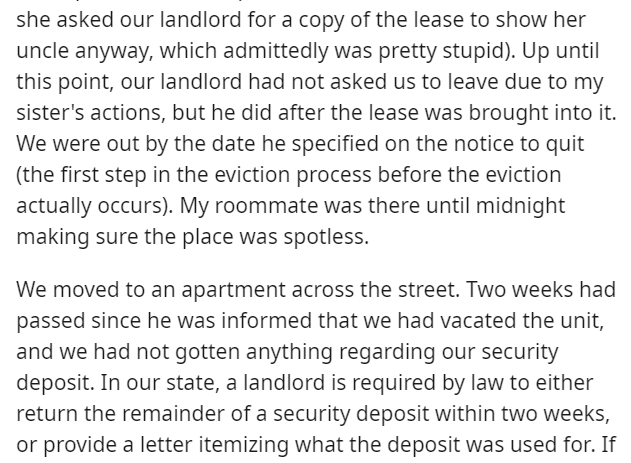 she asked our landlord for a copy of the lease to show her
uncle anyway, which admittedly was pretty stupid). Up until
this point, our landlord had not asked us to leave due to my
sister's actions, but he did after the lease was brought into it.
We were out by the date he specified on the notice to quit
(the first step in the eviction process before the eviction
actually occurs). My roommate was there until midnight
making sure the place was spotless.
We moved to an apartment across the street. Two weeks had
passed since he was informed that we had vacated the unit,
and we had not gotten anything regarding our security
deposit. In our state, a landlord is required by law to either
return the remainder of a security deposit within two weeks,
or provide a letter itemizing what the deposit was used for. If